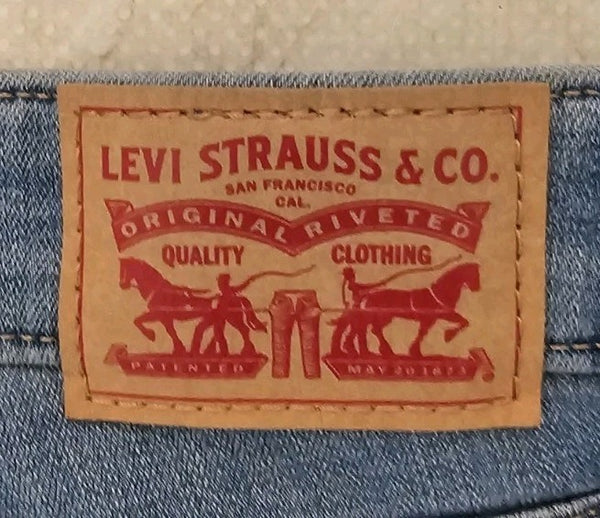 LEVI STRAUSS & CO.
SAN FRANCISCO
CAL.
ORIGINAL RIVETED
QUALITY CLOTHING
PATENTED MAY 20 1873